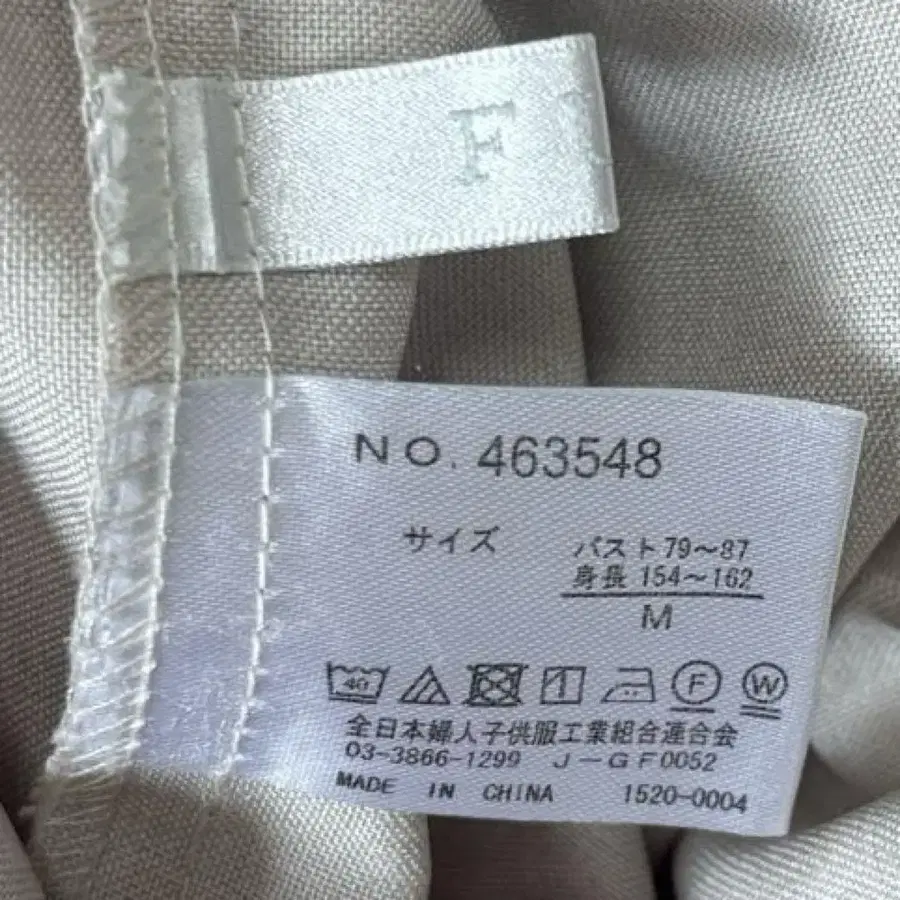 F
NO. 463548
サイズ
バスト79〜87
身長 154〜162
M
40 F W
全日本婦人子供服工業組合連合会
03-3866-1299 J-GF0052
MADE IN CHINA 1520-0004